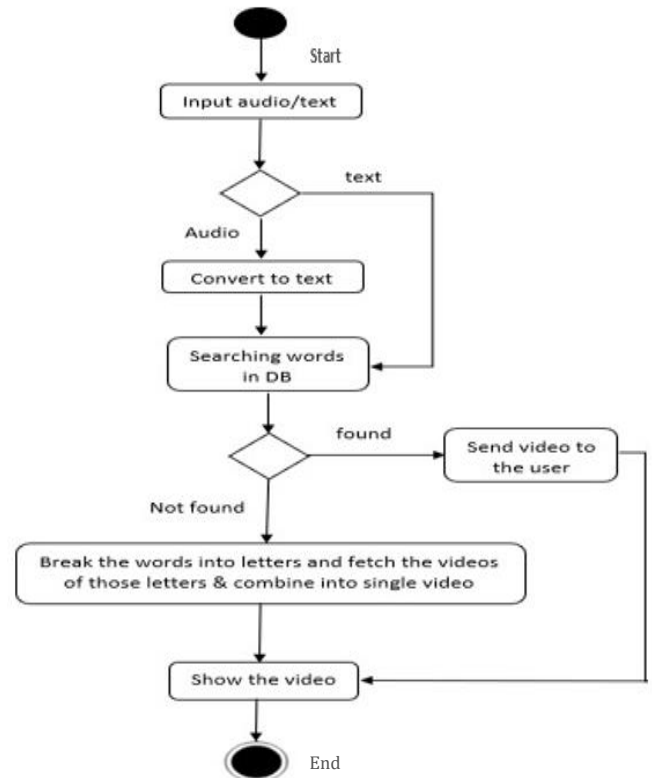 Start
Input audio/text
text
Audio
Convert to text
Searching words
in DB
found
Send video to
the user
Not found
Break the words into letters and fetch the videos
of those letters & combine into single video
Show the video
End